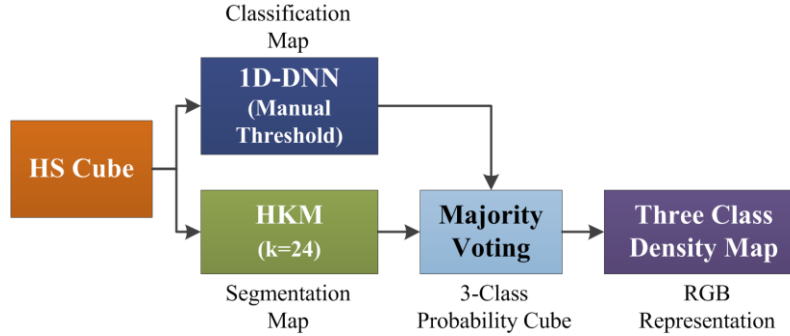 Classification
Map
1D-DNN
(Manual
Threshold)
HS Cube
HKM
(k=24)
Segmentation
Map
Majority
Voting
3-Class
Probability Cube
Three Class
Density Map
RGB
Representation